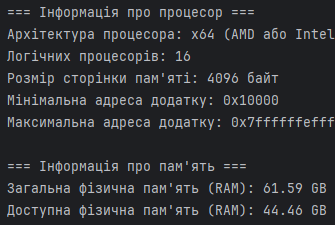 === Інформація про процесор ===
Архітектура процесора: x64 (AMD або Intel
Логічних процесорів: 16
Розмір сторінки пам'яті: 4096 байт
Мінімальна адреса додатку: 0x10000
Максимальна адреса додатку: 0x7ffffffefff
=== Інформація про пам'ять ===
Загальна фізична пам'ять (RAM): 61.59 GB
Доступна фізична пам'ять (RAM): 44.46 GB